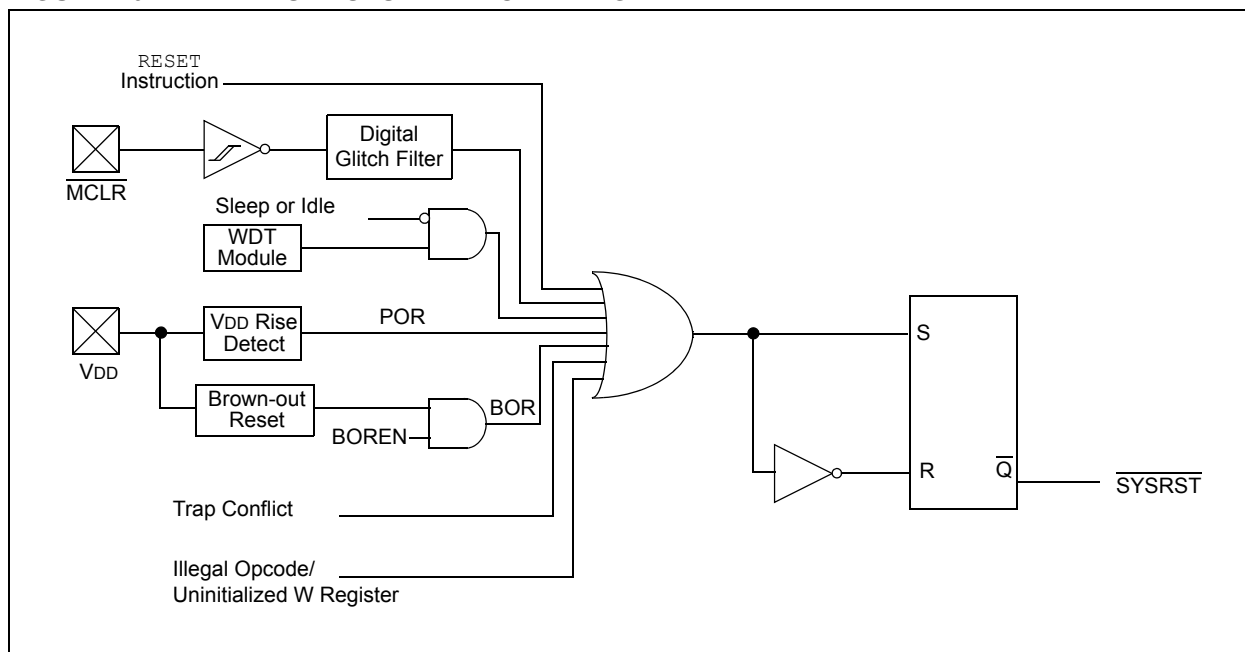 RESET
Instruction
Digital
Glitch Filter
MCLR
Sleep or Idle
WDT
Module
VDD Rise
Detect
POR
VDD
Brown-out
Reset
BOR
BOREN
Trap Conflict
Illegal Opcode/
Uninitialized W Register
S
R
Q
SYSRST